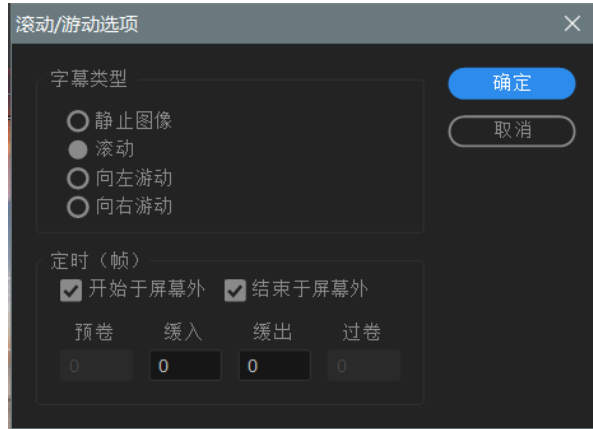 滚动/游动选项
字幕类型
静止图像
滚动
向左游动
向右游动
确定
取消
定时（帧）
开始于屏幕外 结束于屏幕外
预卷 缓入 缓出 过卷
0 0 0 0